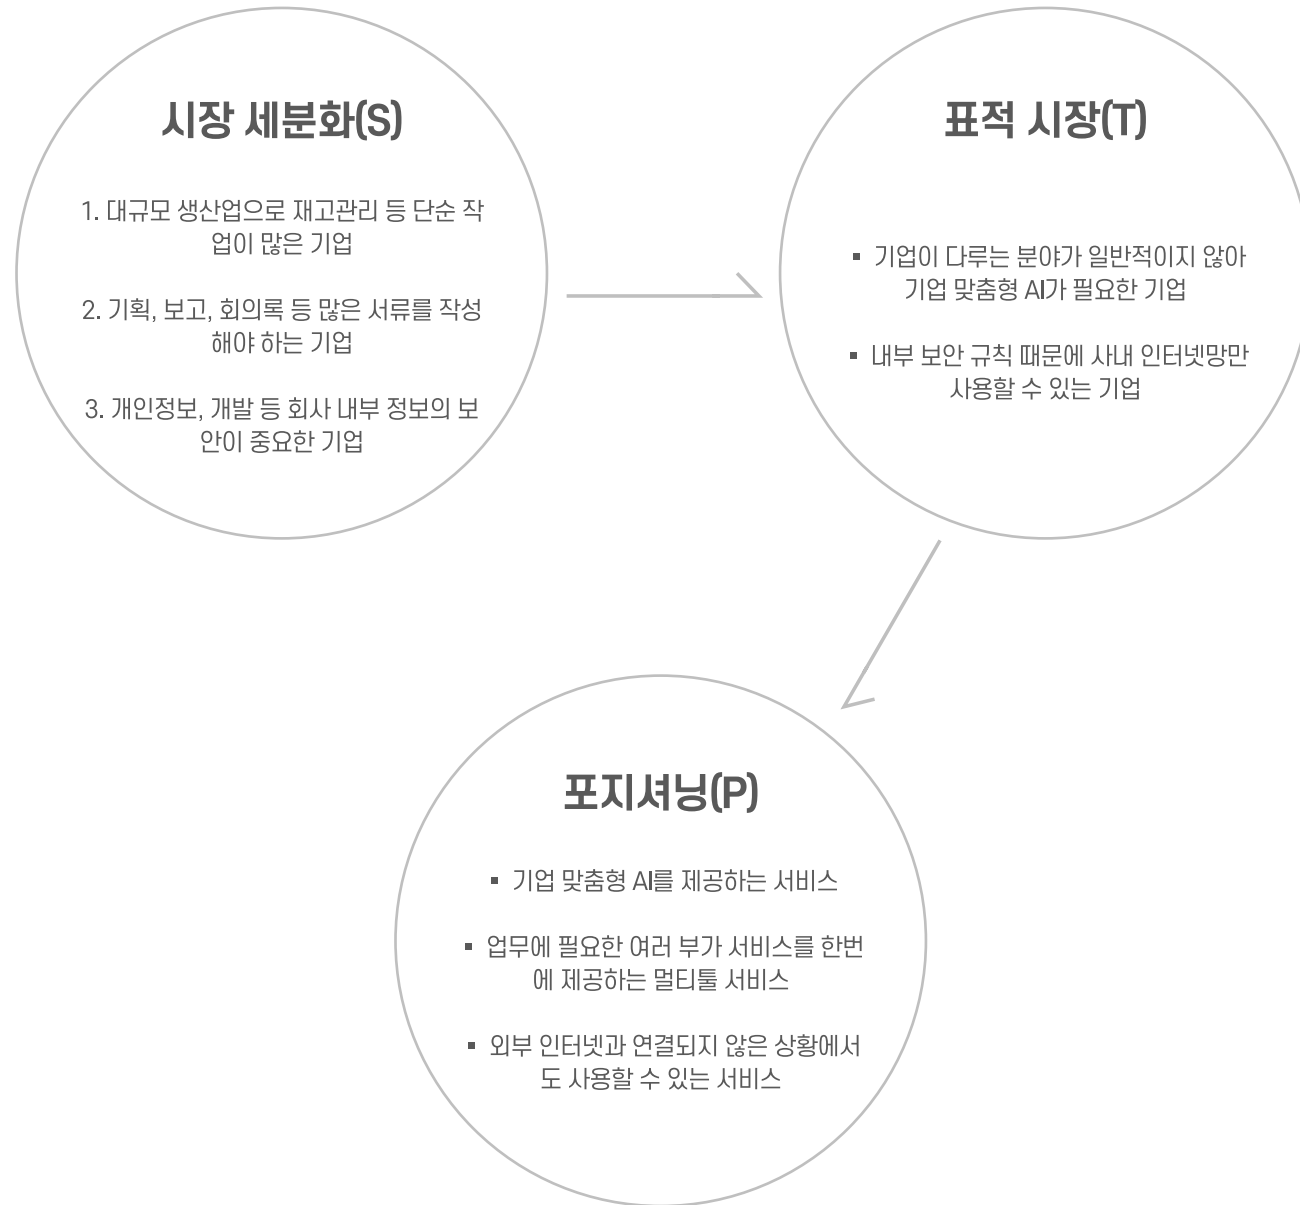 시장 세분화(S)
1. 대규모 생산업으로 재고관리 등 단순 작
업이 많은 기업
2. 기획, 보고, 회의록 등 많은 서류를 작성
해야 하는 기업
3. 개인정보, 개발 등 회사 내부 정보의 보
안이 중요한 기업
표적 시장(T)
▪ 기업이 다루는 분야가 일반적이지 않아
기업 맞춤형 AI가 필요한 기업
▪ 내부 보안 규칙 때문에 사내 인터넷망만
사용할 수 있는 기업
포지셔닝(P)
▪ 기업 맞춤형 AI를 제공하는 서비스
▪ 업무에 필요한 여러 부가 서비스를 한번
에 제공하는 멀티툴 서비스
▪ 외부 인터넷과 연결되지 않은 상황에서
도 사용할 수 있는 서비스